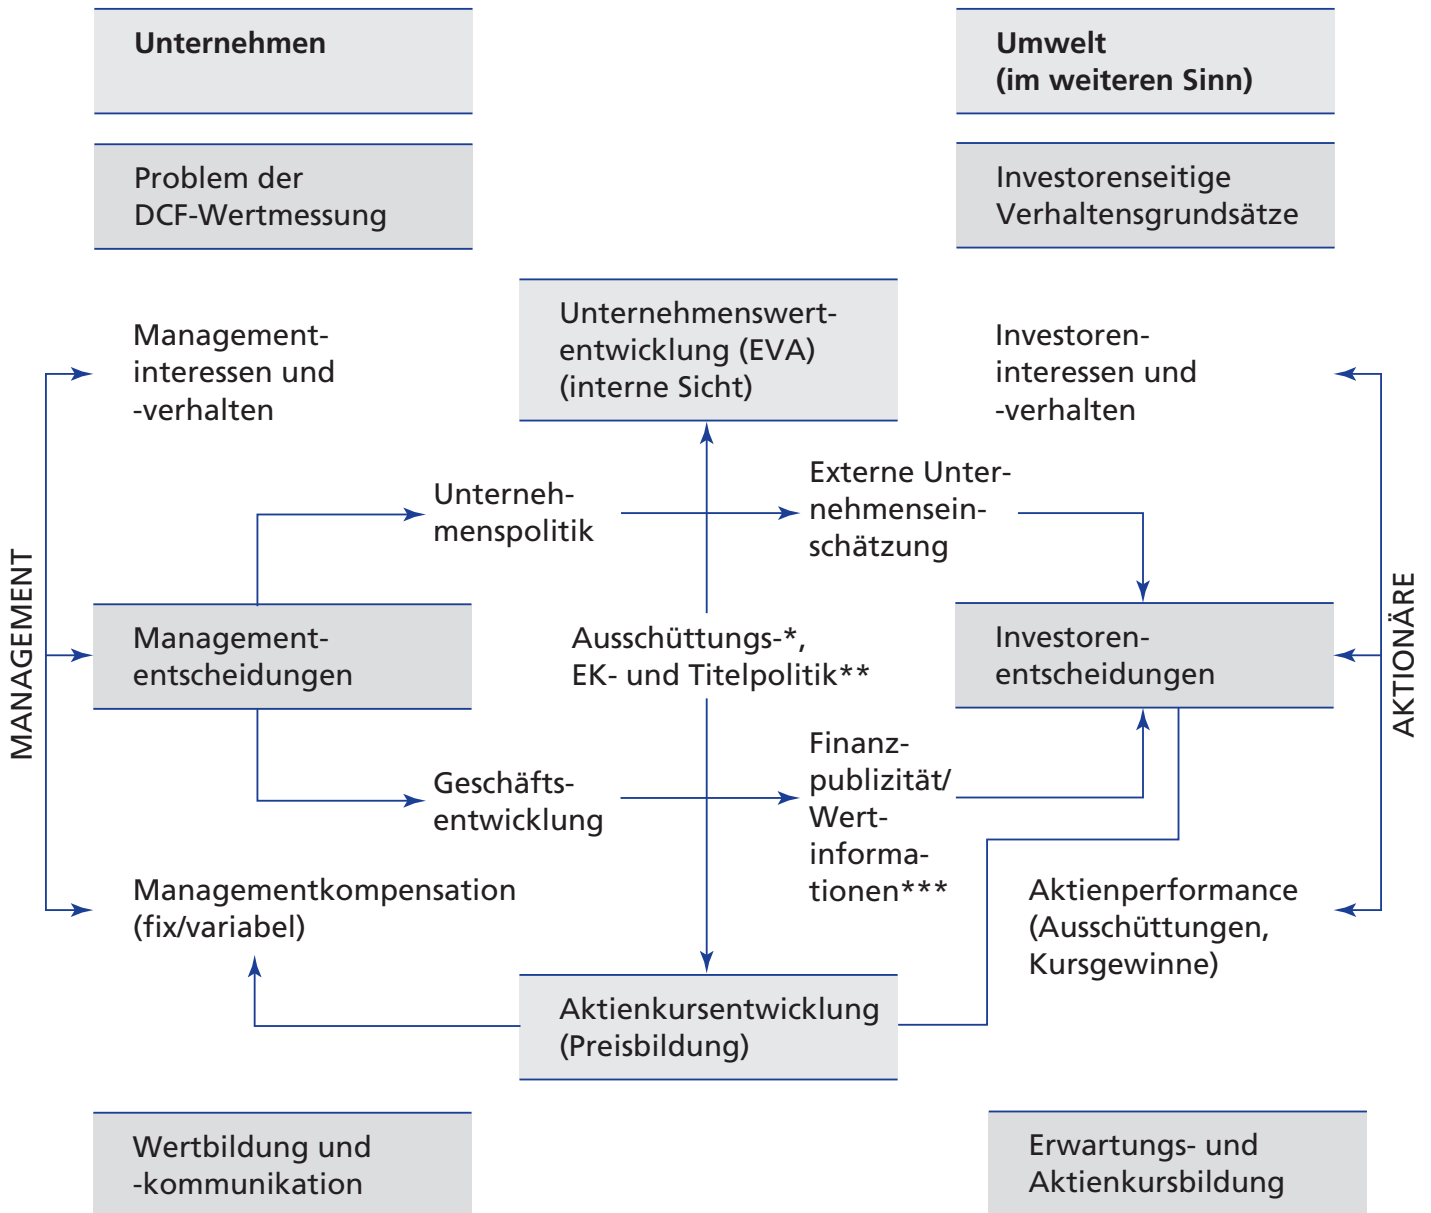 Unternehmen
Umwelt
(im weiteren Sinn)
Problem der
DCF-Wertmessung
Investorenseitige
Verhaltensgrundsätze
Unternehmenswert-
entwicklung (EVA)
(interne Sicht)
Management-
interessen und
-verhalten
Investoren-
interessen und
-verhalten
Unterneh-
menspolitik
Externe Unter-
nehmensein-
schätzung
MANAGEMENT
Management-
entscheidungen
Ausschüttungs-*,
EK- und Titelpolitik**
Investoren-
entscheidungen
AKTIONÄRE
Geschäfts-
entwicklung
Finanz-
publizität/
Wert-
informa-
tionen***
Managementkompensation
(fix/variabel)
Aktienperformance
(Ausschüttungen,
Kursgewinne)
Aktienkursentwicklung
(Preisbildung)
Wertbildung und
-kommunikation
Erwartungs- und
Aktienkursbildung